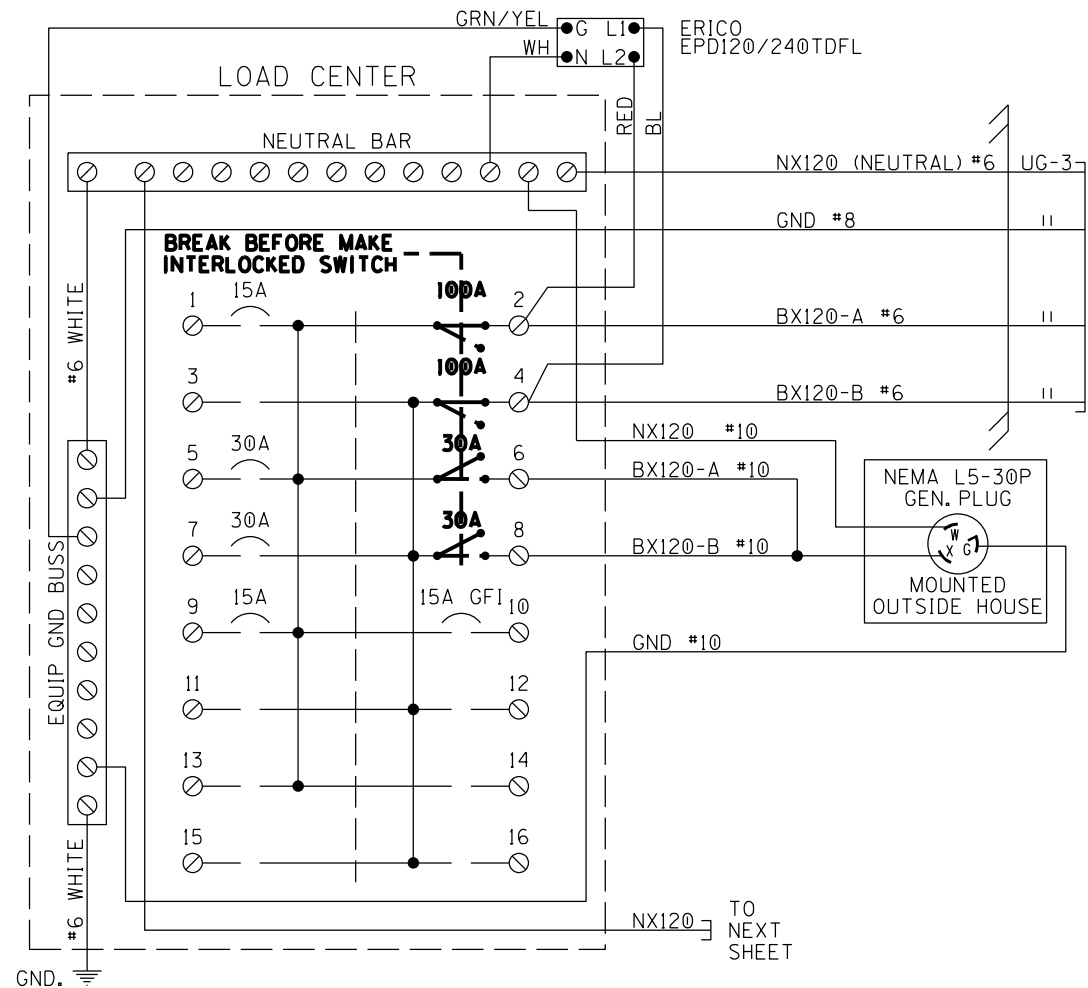 GRN/YEL
G L1
ERICO
EPD120/240TDFL
WH
N L2
LOAD CENTER
RED
BL
NEUTRAL BAR
NX120 (NEUTRAL) #6 UG-3
GND #8 "
BREAK BEFORE MAKE
INTERLOCKED SWITCH
#6 WHITE
1 15A 100A 2
BX120-A #6 "
3 100A 4
BX120-B #6 "
NX120 #10
5 30A 30A 6
BX120-A #10
NEMA L5-30P
GEN. PLUG
7 30A 30A 8
BX120-B #10
W
X G
MOUNTED
OUTSIDE HOUSE
EQUIP GND BUSS
9 15A 15A GFI 10
GND #10
11 12
13 14
15 16
#6 WHITE
NX120
TO
NEXT
SHEET
GND.